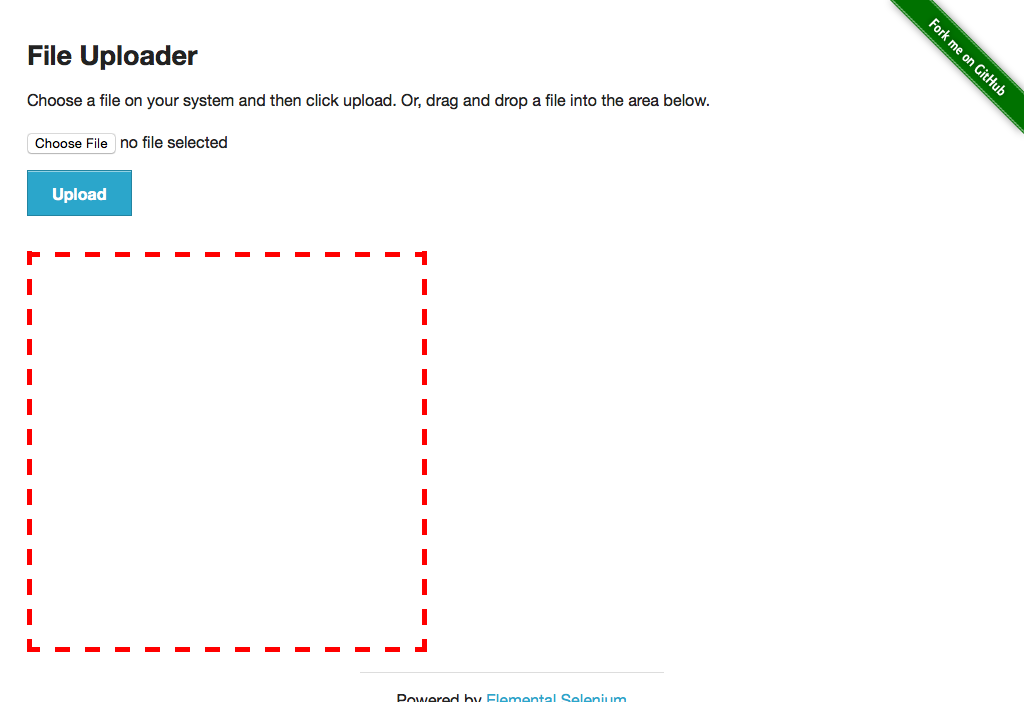 Fork me on GitHub
File Uploader
Choose a file on your system and then click upload. Or, drag and drop a file into the area below.
Choose File no file selected
Upload
Powered by Elemental Selenium